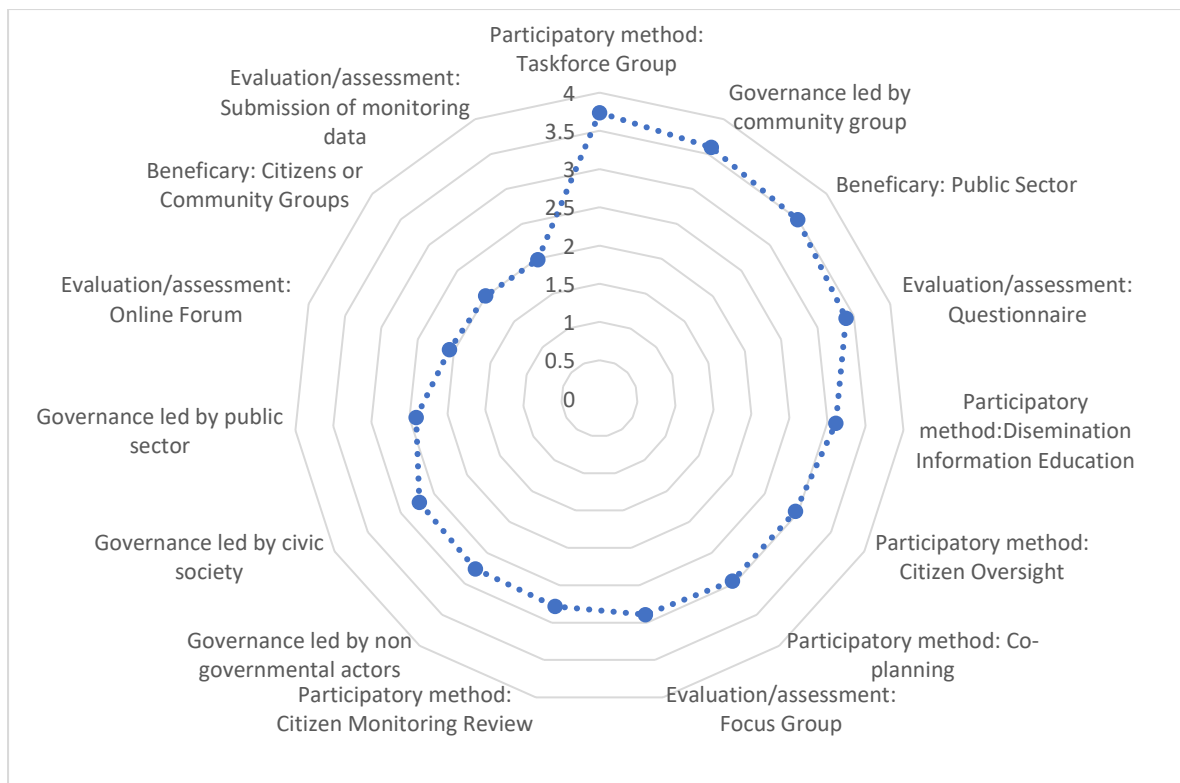 Participatory method:
Taskforce Group
Governance led by
community group
Beneficary: Public Sector
Evaluation/assessment:
Questionnaire
Participatory
method:Disemination
Information Education
Participatory method:
Citizen Oversight
Participatory method: Co-
planning
Evaluation/assessment:
Focus Group
Participatory method:
Citizen Monitoring Review
Governance led by non
governmental actors
Governance led by civic
society
Governance led by public
sector
Evaluation/assessment:
Online Forum
Beneficary: Citizens or
Community Groups
Evaluation/assessment:
Submission of monitoring
data
4
3.5
3
2.5
2
1.5
1
0.5
0